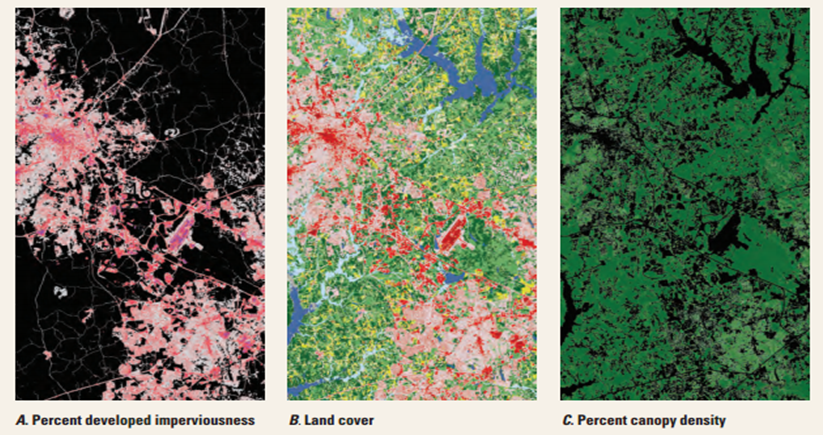 A. Percent developed imperviousness
B. Land cover
C. Percent canopy density